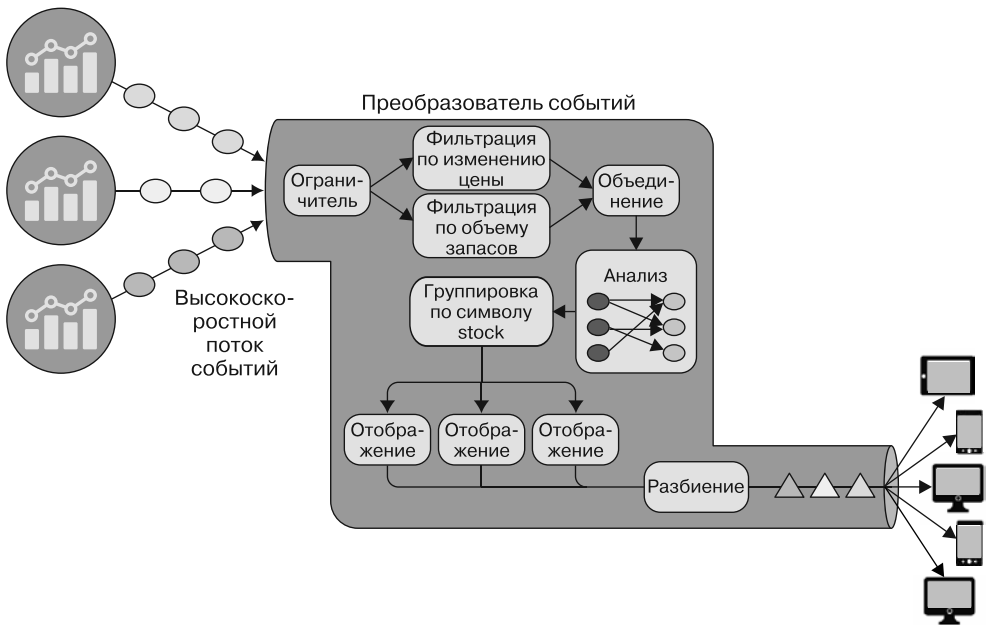 Преобразователь событий
Ограни-
читель
Фильтрация
по изменению
цены
Фильтрация
по объему
запасов
Объеди-
нение
Анализ
Группировка
по символу
stock
Высокоско-
ростной
поток
событий
Отобра-
жение
Отобра-
жение
Отобра-
жение
Разбиение